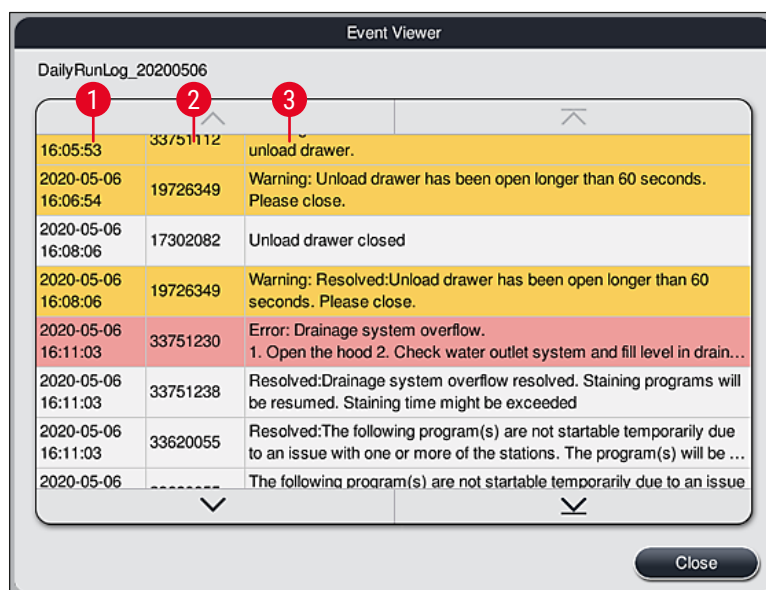 Event Viewer
DailyRunLog_20200506
1
2
3
16:05:53
33751112
unload drawer.
2020-05-06
16:06:54
19726349
Warning: Unload drawer has been open longer than 60 seconds.
Please close.
2020-05-06
16:08:06
17302082
Unload drawer closed
2020-05-06
16:08:06
19726349
Warning: Resolved:Unload drawer has been open longer than 60
seconds. Please close.
2020-05-06
16:11:03
33751230
Error: Drainage system overflow.
1. Open the hood 2. Check water outlet system and fill level in drain...
2020-05-06
16:11:03
33751238
Resolved:Drainage system overflow resolved. Staining programs will
be resumed. Staining time might be exceeded
2020-05-06
16:11:03
33620055
Resolved:The following program(s) are not startable temporarily due
to an issue with one or more of the stations. The program(s) will be ...
2020-05-06
The following program(s) are not startable temporarily due to an issue
Close